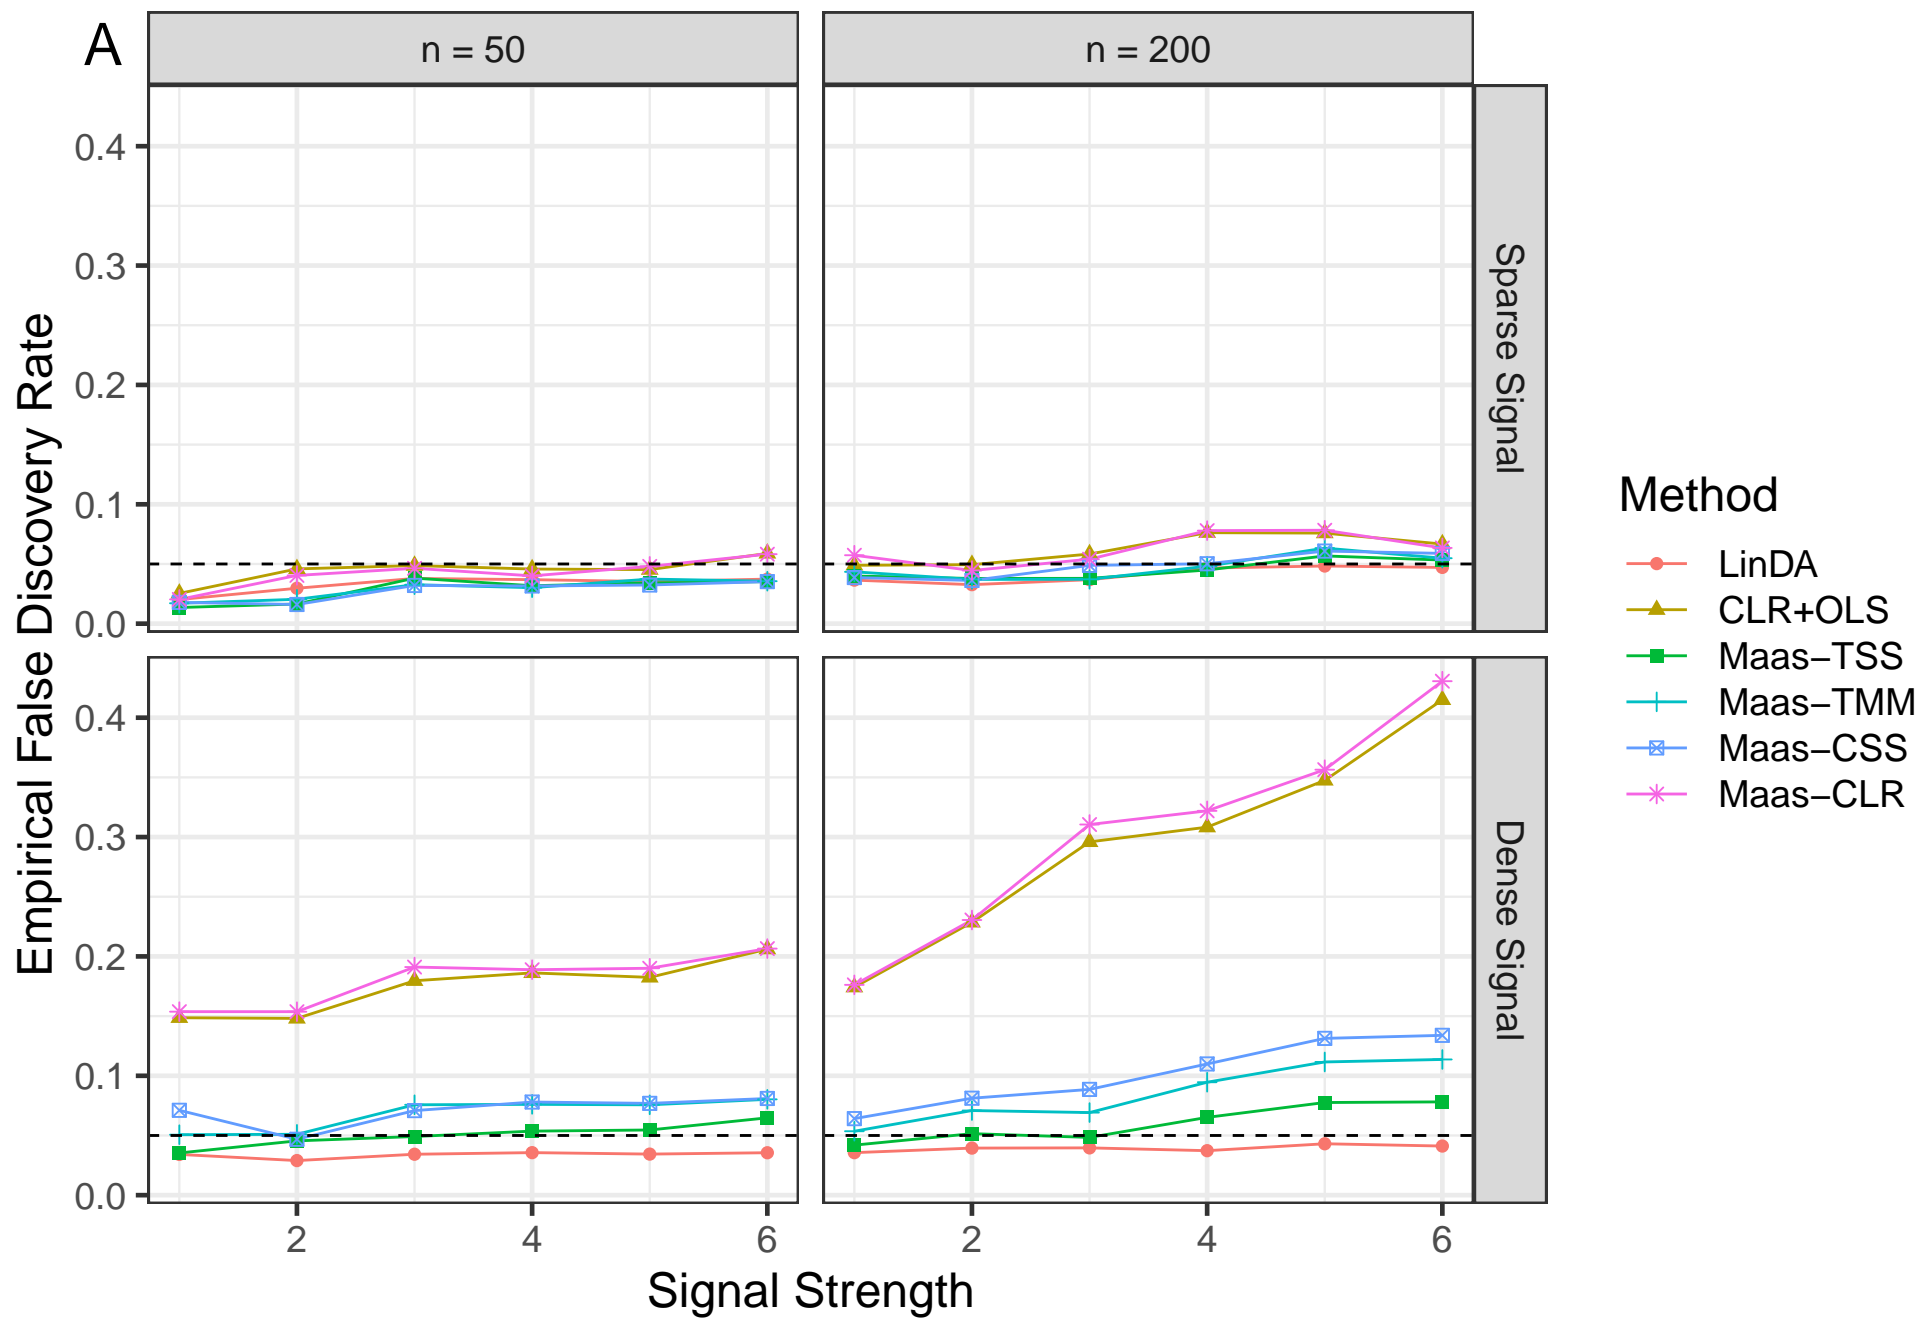 A
n = 50
n = 200
Empirical False Discovery Rate
0.4
0.3
0.2
0.1
0.0
Sparse Signal
0.4
0.3
0.2
0.1
0.0
Dense Signal
2
4
6
2
4
6
Signal Strength
Method
LinDA
CLR+OLS
Maas−TSS
Maas−TMM
Maas−CSS
Maas−CLR